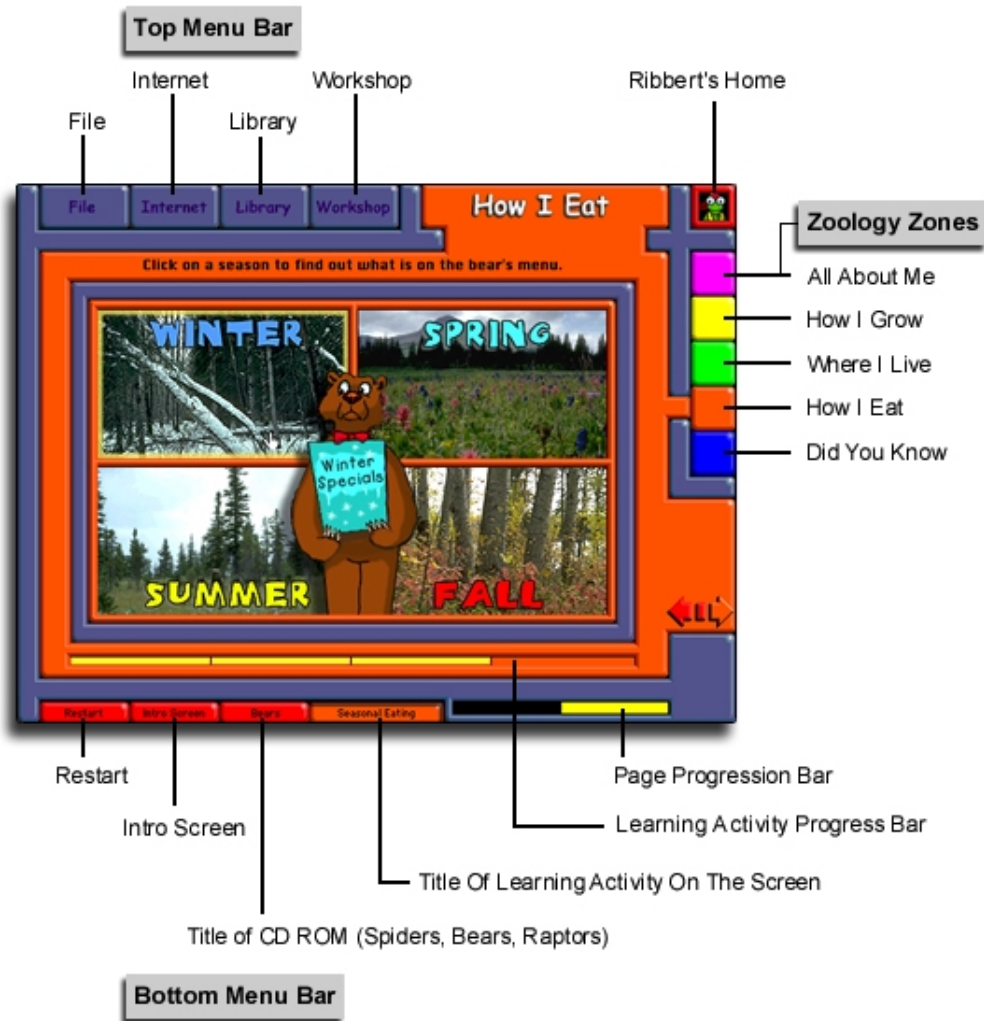 Top Menu Bar
Internet
Workshop
Ribbert's Home
File
Library
File
Internet
Library
Workshop
How I Eat
Zoology Zones
Click on a season to find out what is on the bear's menu.
All About Me
WINTER
SPRING
How I Grow
Where I Live
How I Eat
Did You Know
Winter
Specials
SUMMER
FALL
Restart
Intro Screen
Bears
Seasonal Eating
Restart
Page Progression Bar
Intro Screen
Learning Activity Progress Bar
Title Of Learning Activity On The Screen
Title of CD ROM (Spiders, Bears, Raptors)
Bottom Menu Bar